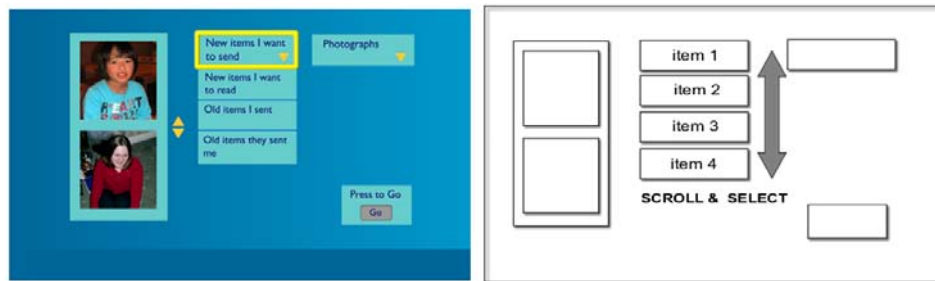 New items I want
to send
Photographs
New items I want
to read
Old items I sent
Old items they sent
me
Press to Go
Go
item 1
item 2
item 3
item 4
SCROLL & SELECT